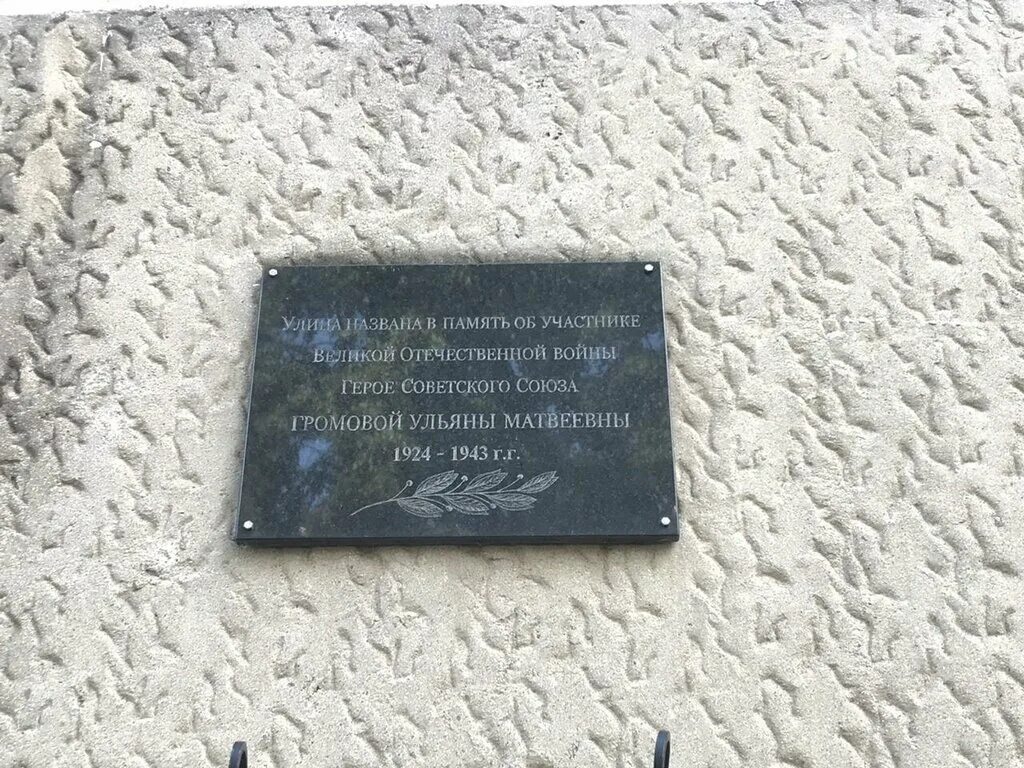 Улица названа в память об участнике
Великой Отечественной войны
Герое Советского Союза
ГРОМОВОЙ УЛЬЯНЫ МАТВЕЕВНЫ
1924 - 1943 г.г.